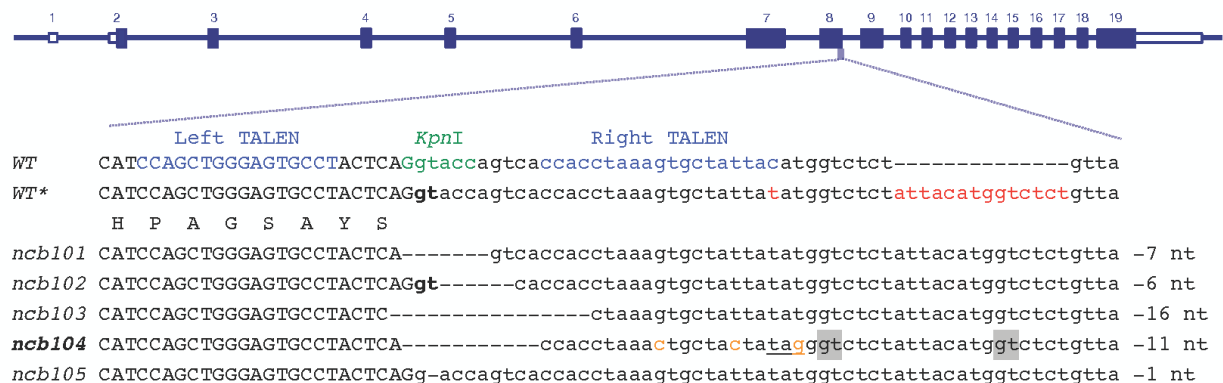 1 2 3 4 5 6 7 8 9 10 11 12 13 14 15 16 17 18 19
Left TALEN KpnI Right TALEN
WT CATCCAGCTGGGAGTGCCTACTCAGgtaccagtcaccacctaaagtgctattacatggtctct--------------gtta
WT* CATCCAGCTGGGAGTGCCTACTCAGgtaccagtcaccacctaaagtgctattatatggtctctattacatggtctctgtta
H P A G S A Y S
ncb101 CATCCAGCTGGGAGTGCCTACTCA-------gtcaccacctaaagtgctattatatggtctctattacatggtctctgtta -7 nt
ncb102 CATCCAGCTGGGAGTGCCTACTCAGgt------caccacctaaagtgctattatatggtctctattacatggtctctgtta -6 nt
ncb103 CATCCAGCTGGGAGTGCCTACTC----------------ctaaagtgctattatatggtctctattacatggtctctgtta -16 nt
ncb104 CATCCAGCTGGGAGTGCCTACTCA-----------ccacctaaactgctactatagggtctctattacatggtctctgtta -11 nt
ncb105 CATCCAGCTGGGAGTGCCTACTCAGg-accagtcaccacctaaagtgctattatatggtctctattacatggtctctgtta -1 nt